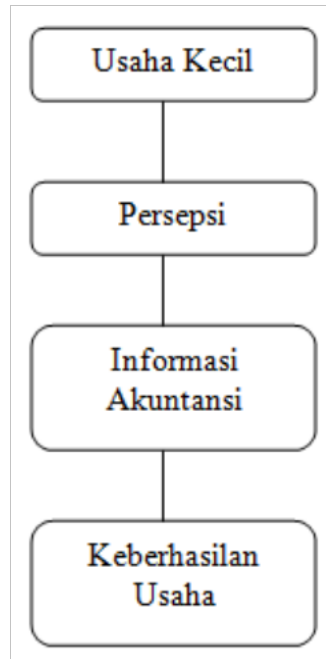 Usaha Kecil
Persepsi
Informasi
Akuntansi
Keberhasilan
Usaha